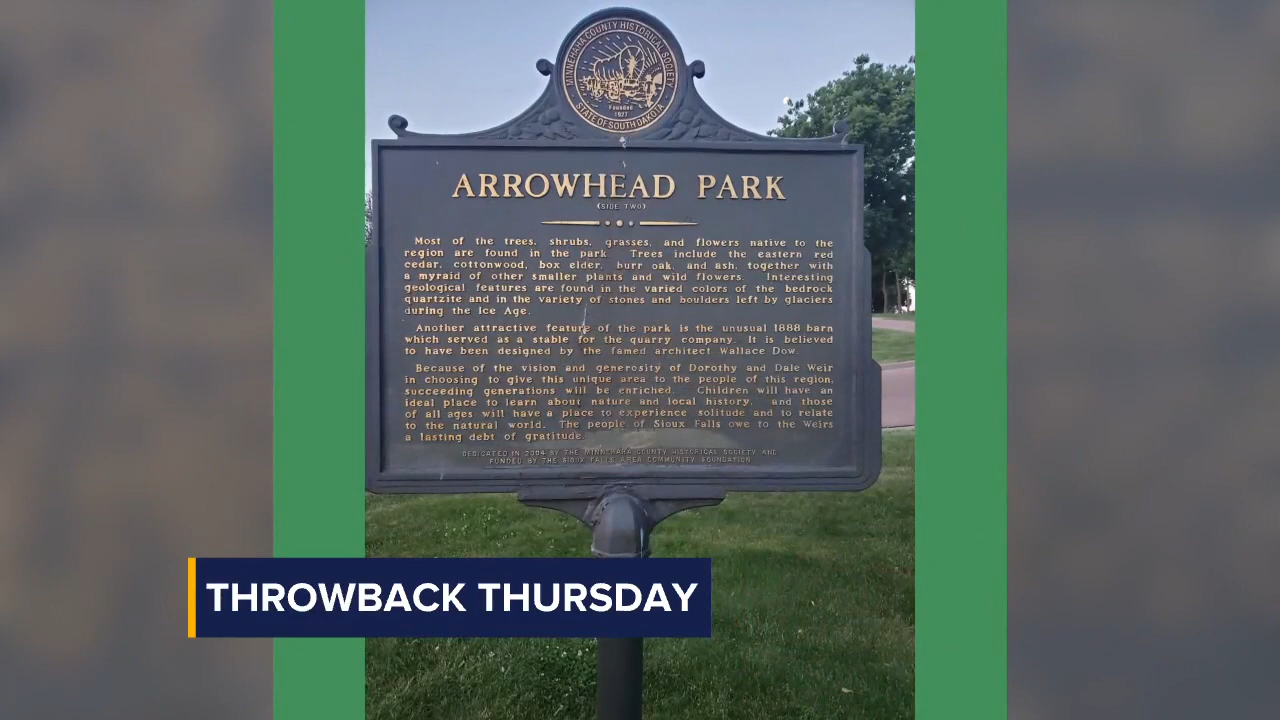 MINNEHAHA COUNTY HISTORICAL SOCIETY
Founded
1927
STATE OF SOUTH DAKOTA
ARROWHEAD PARK
(SIDE TWO)
Most of the trees, shrubs, grasses, and flowers native to the
region are found in the park. Trees include the eastern red
cedar, cottonwood, box elder, burr oak, and ash, together with
a myraid of other smaller plants and wild flowers. Interesting
geological features are found in the varied colors of the bedrock
quartzite and in the variety of stones and boulders left by glaciers
during the Ice Age.
Another attractive feature of the park is the unusual 1888 barn
which served as a stable for the quarry company. It is believed
to have been designed by the famed architect Wallace Dow.
Because of the vision and generosity of Dorothy and Dale Weir
in choosing to give this unique area to the people of this region,
succeeding generations will be enriched. Children will have an
ideal place to learn about nature and local history, and those
of all ages will have a place to experience solitude and to relate
to the natural world. The people of Sioux Falls owe to the Weirs
a lasting debt of gratitude.
DEDICATED IN 2004 BY THE MINNEHAHA COUNTY HISTORICAL SOCIETY AND
FUNDED BY THE SIOUX FALLS AREA COMMUNITY FOUNDATION
THROWBACK THURSDAY